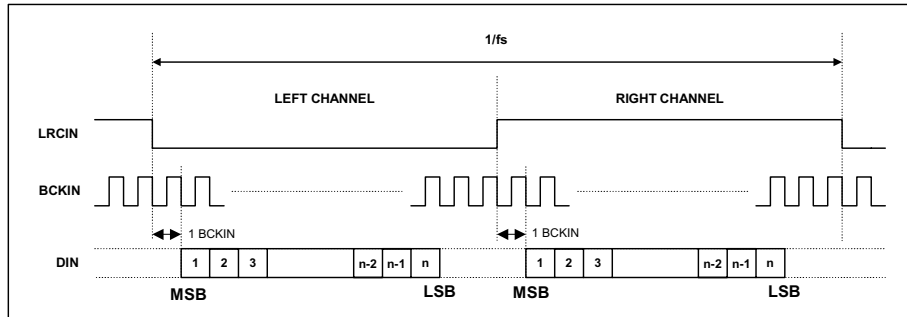 1/fs
LEFT CHANNEL RIGHT CHANNEL
LRCIN
BCKIN
1 BCKIN 1 BCKIN
DIN 1 2 3 n-2 n-1 n 1 2 3 n-2 n-1 n
MSB LSB MSB LSB